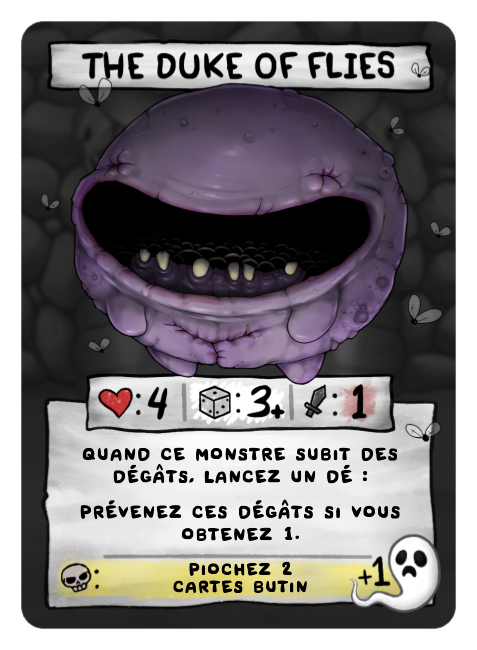 THE DUKE OF FLIES
:4 :3+ :1
QUAND CE MONSTRE SUBIT DES
DÉGÂTS, LANCEZ UN DÉ :
PRÉVENEZ CES DÉGÂTS SI VOUS
OBTENEZ 1.
: PIOCHEZ 2
CARTES BUTIN
+1